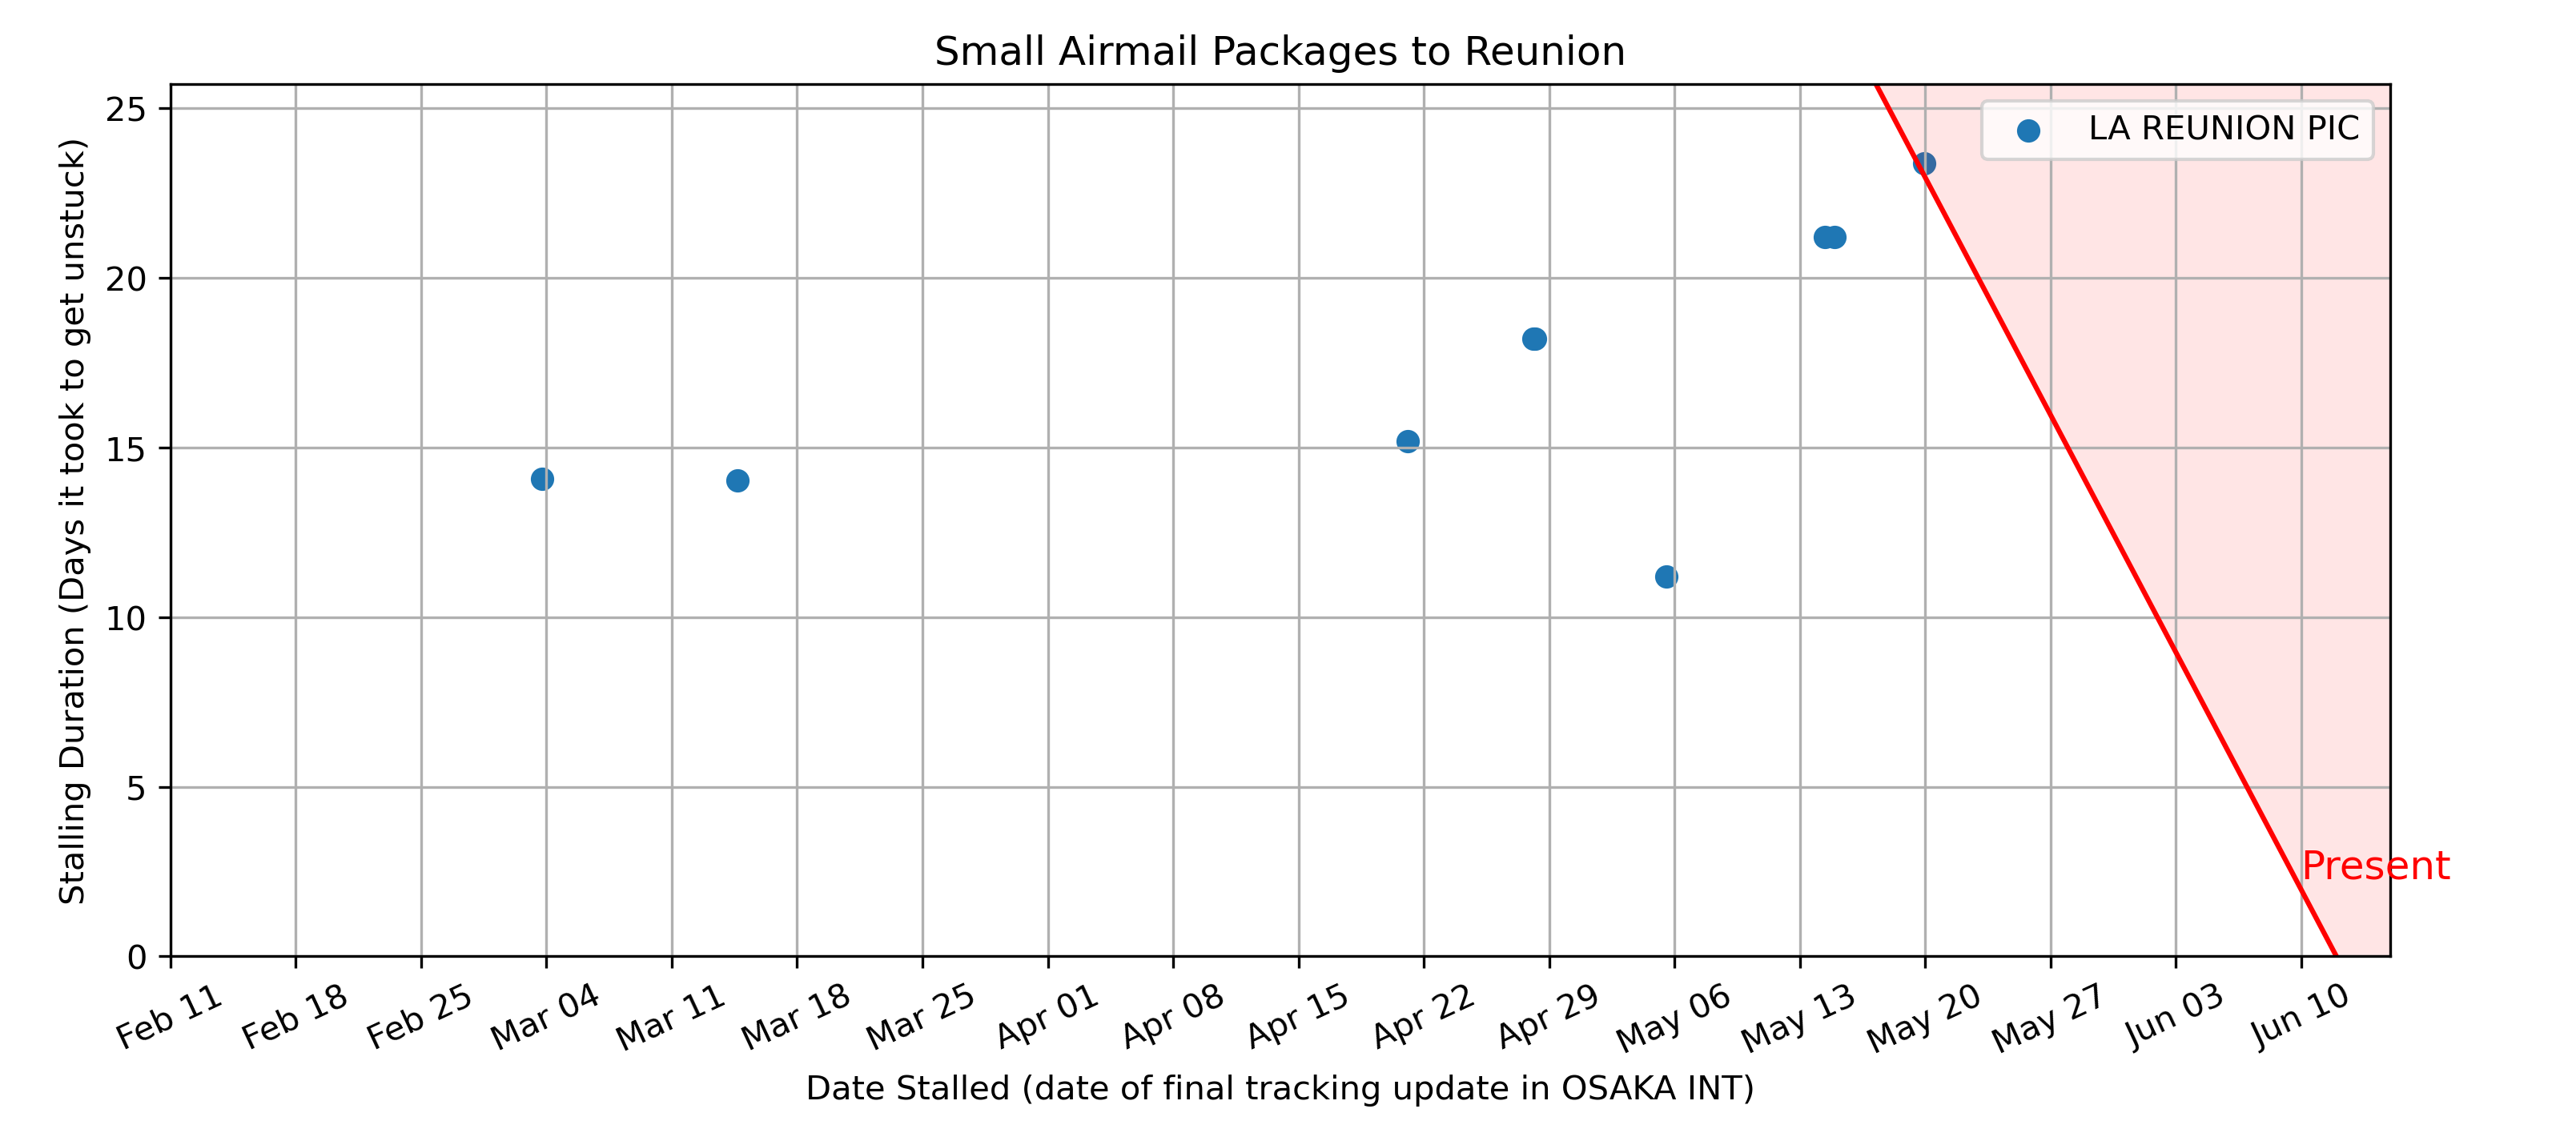 Small Airmail Packages to Reunion
LA REUNION PIC
Stalling Duration (Days it took to get unstuck)
25
20
15
10
5
0
Present
Feb 11
Feb 18
Feb 25
Mar 04
Mar 11
Mar 18
Mar 25
Apr 01
Apr 08
Apr 15
Apr 22
Apr 29
May 06
May 13
May 20
May 27
Jun 03
Jun 10
Date Stalled (date of final tracking update in OSAKA INT)